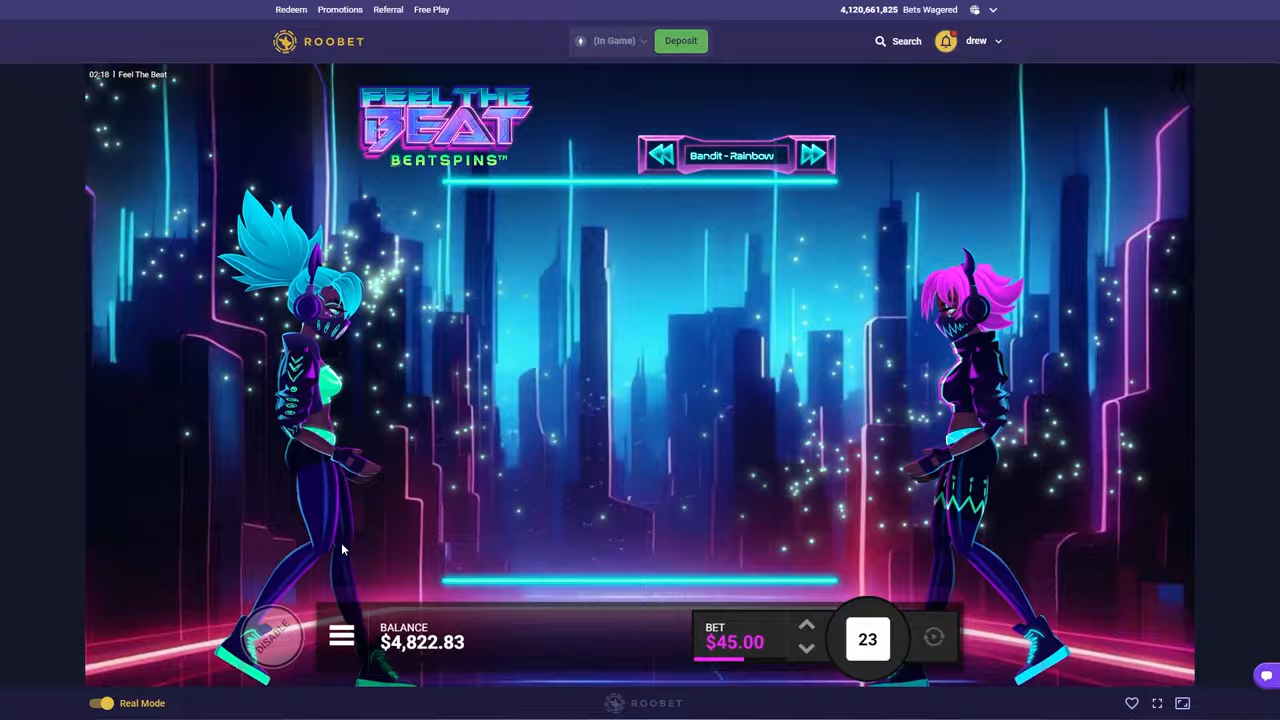 Redeem Promotions Referral Free Play
4,120,661,825 Bets Wagered
ROOBET
(In Game)
Deposit
Search
drew
02:18 | Feel The Beat
FEEL THE
BEAT
BEATSPINS™
Bandit - Rainbow
DISABLE
BALANCE
$4,822.83
BET
$45.00
23
Real Mode
ROOBET